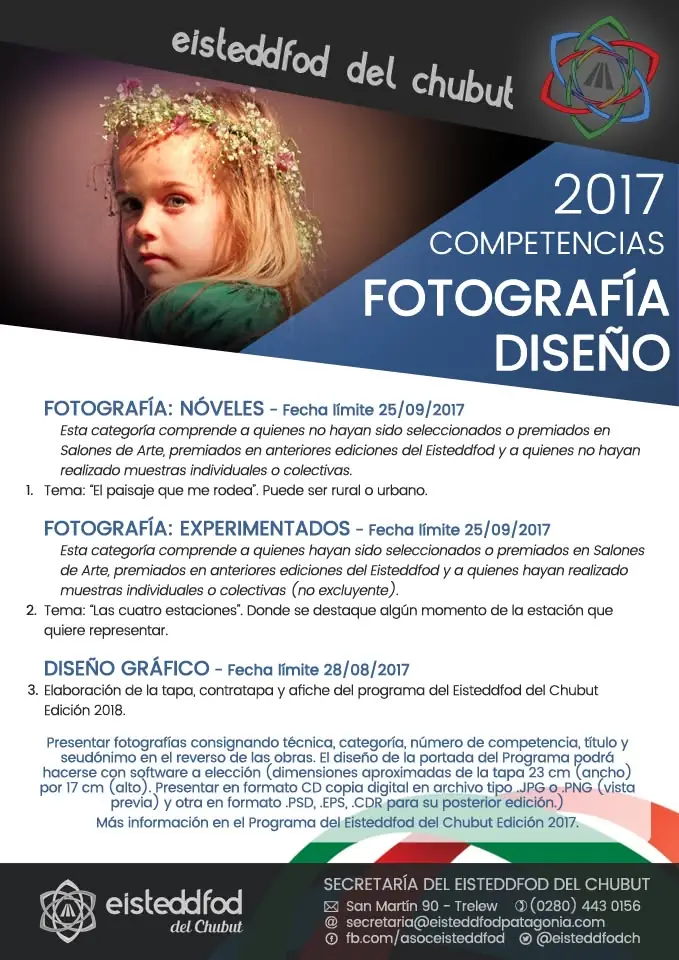 eisteddfod del chubut
2017
COMPETENCIAS
FOTOGRAFÍA
DISEÑO
FOTOGRAFÍA: NÓVELES - Fecha límite 25/09/2017
Esta categoría comprende a quienes no hayan sido seleccionados o premiados en
Salones de Arte, premiados en anteriores ediciones del Eisteddfod y a quienes no hayan
realizado muestras individuales o colectivas.
1. Tema: “El paisaje que me rodea”. Puede ser rural o urbano.
FOTOGRAFÍA: EXPERIMENTADOS - Fecha límite 25/09/2017
Esta categoría comprende a quienes hayan sido seleccionados o premiados en Salones
de Arte, premiados en anteriores ediciones del Eisteddfod y a quienes hayan realizado
muestras individuales o colectivas (no excluyente).
2. Tema: “Las cuatro estaciones”. Donde se destaque algún momento de la estación que
quiere representar.
DISEÑO GRÁFICO - Fecha límite 28/08/2017
3. Elaboración de la tapa, contratapa y afiche del programa del Eisteddfod del Chubut
Edición 2018.
Presentar fotografías consignando técnica, categoría, número de competencia, título y
seudónimo en el reverso de las obras. El diseño de la portada del Programa podrá
hacerse con software a elección (dimensiones aproximadas de la tapa 23 cm (ancho)
por 17 cm (alto). Presentar en formato CD copia digital en archivo tipo .JPG o .PNG (vista
previa) y otra en formato .PSD, .EPS, .CDR para su posterior edición.)
Más información en el Programa del Eisteddfod del Chubut Edición 2017.
eisteddfod
del Chubut
SECRETARÍA DEL EISTEDDFOD DEL CHUBUT
San Martín 90 - Trelew (0280) 443 0156
secretaria@eisteddfodpatagonia.com
fb.com/asoceisteddfod @eisteddfodch